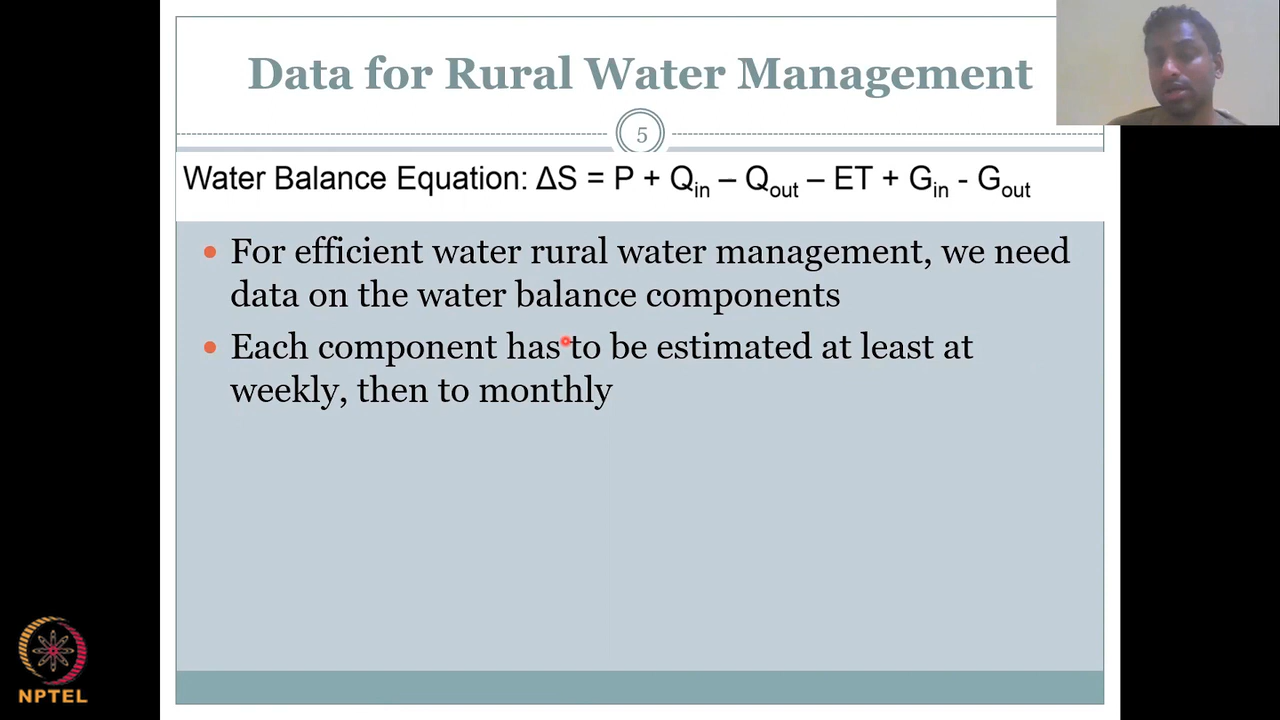 Data for Rural Water Management
5
Water Balance Equation: ΔS = P + Qin – Qout – ET + Gin - Gout
• For efficient water rural water management, we need
data on the water balance components
• Each component has to be estimated at least at
weekly, then to monthly
NPTEL